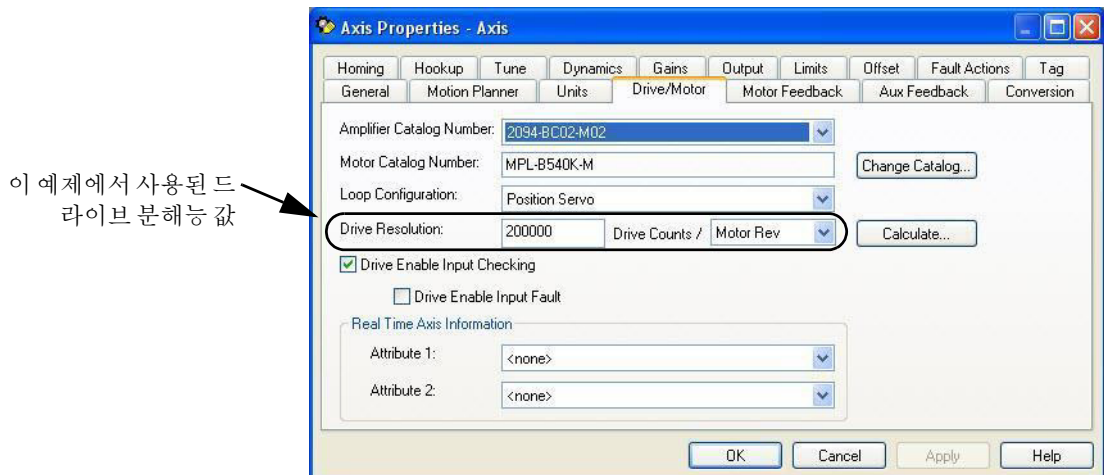 Axis Properties - Axis
Homing Hookup Tune Dynamics Gains Output Limits Offset Fault Actions Tag
General Motion Planner Units Drive/Motor Motor Feedback Aux Feedback Conversion
Amplifier Catalog Number: 2094-BC02-M02
Motor Catalog Number: MPL-B540K-M Change Catalog...
Loop Configuration: Position Servo
이 예제에서 사용된 드
라이브 분해능 값
Drive Resolution: 200000 Drive Counts / Motor Rev Calculate...
Drive Enable Input Checking
Drive Enable Input Fault
Real Time Axis Information
Attribute 1: <none>
Attribute 2: <none>
OK Cancel Apply Help